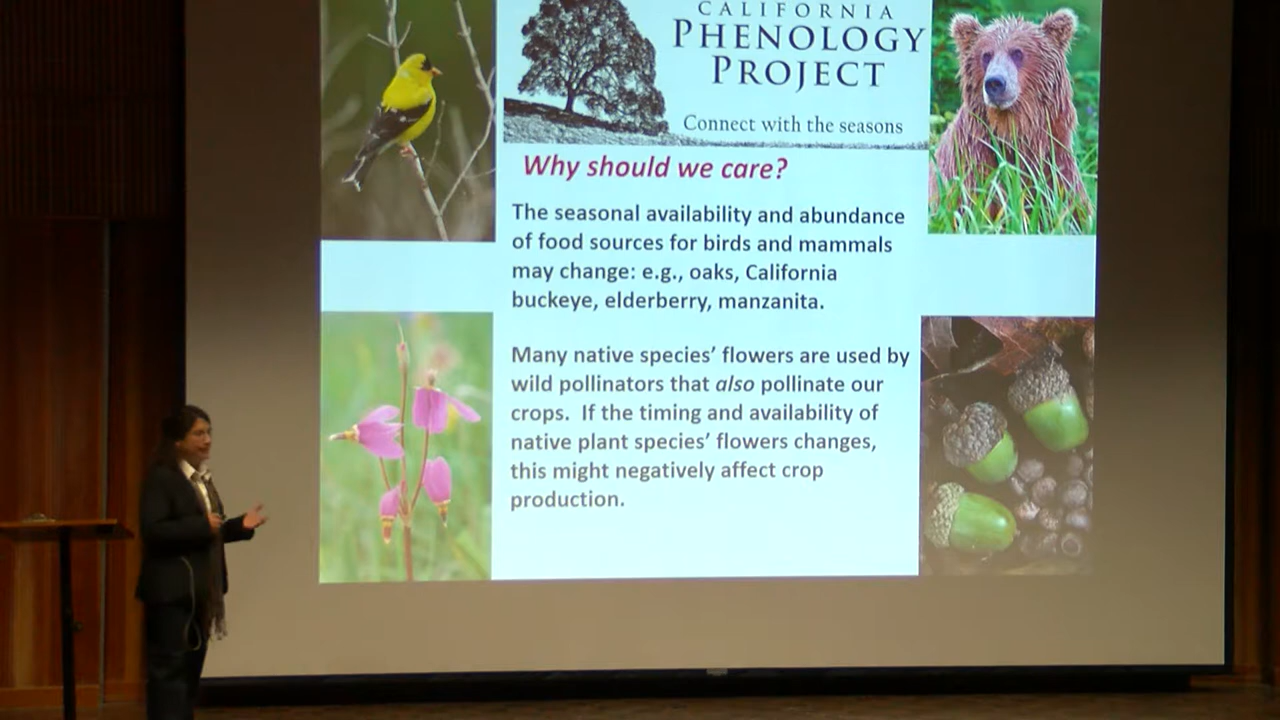 CALIFORNIA
PHENOLOGY
PROJECT
Connect with the seasons
Why should we care?
The seasonal availability and abundance
of food sources for birds and mammals
may change: e.g., oaks, California
buckeye, elderberry, manzanita.
Many native species’ flowers are used by
wild pollinators that also pollinate our
crops.  If the timing and availability of
native plant species’ flowers changes,
this might negatively affect crop
production.